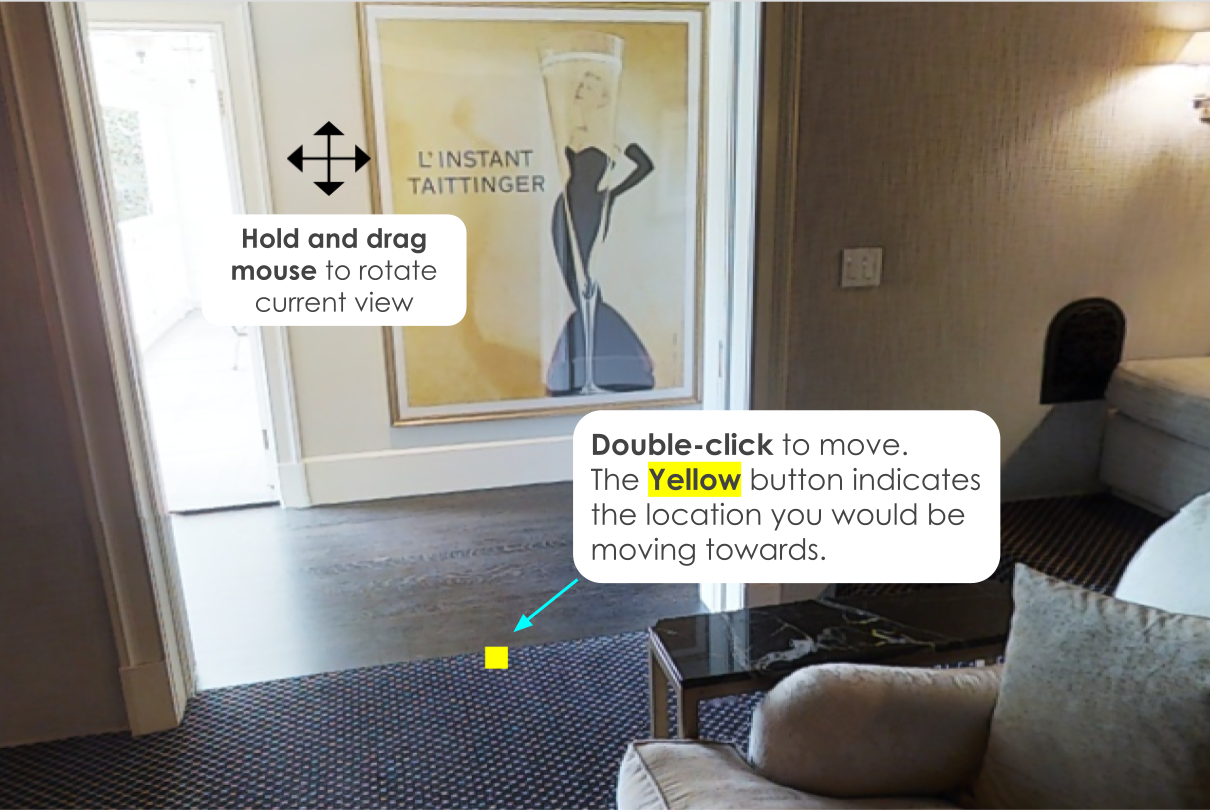 L'INSTANT
TAITTINGER
Hold and drag
mouse to rotate
current view
Double-click to move.
The Yellow button indicates
the location you would be
moving towards.